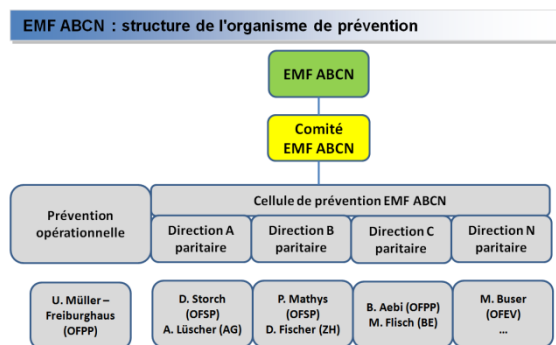 EMF ABCN : structure de l'organisme de prévention
EMF ABCN
Comité
EMF ABCN
Prévention
opérationnelle
Cellule de prévention EMF ABCN
Direction A
paritaire
Direction B
paritaire
Direction C
paritaire
Direction N
paritaire
U. Müller –
Freiburghaus
(OFPP)
D. Storch
(OFSP)
A. Lüscher (AG)
P. Mathys
(OFSP)
D. Fischer (ZH)
B. Aebi (OFPP)
M. Flisch (BE)
M. Buser
(OFEV)
...